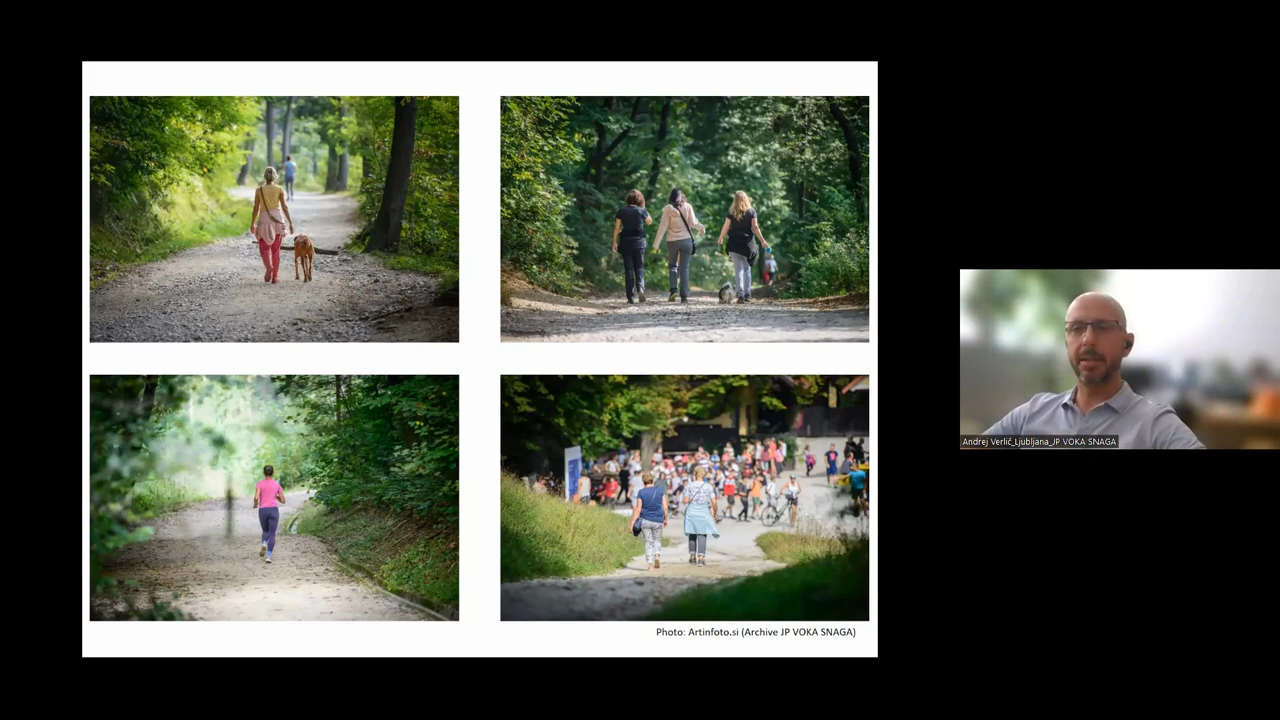 Photo: Artinfoto.si (Archive JP VOKA SNAGA)
Andrej Verlič_Ljubljana_JP VOKA SNAGA